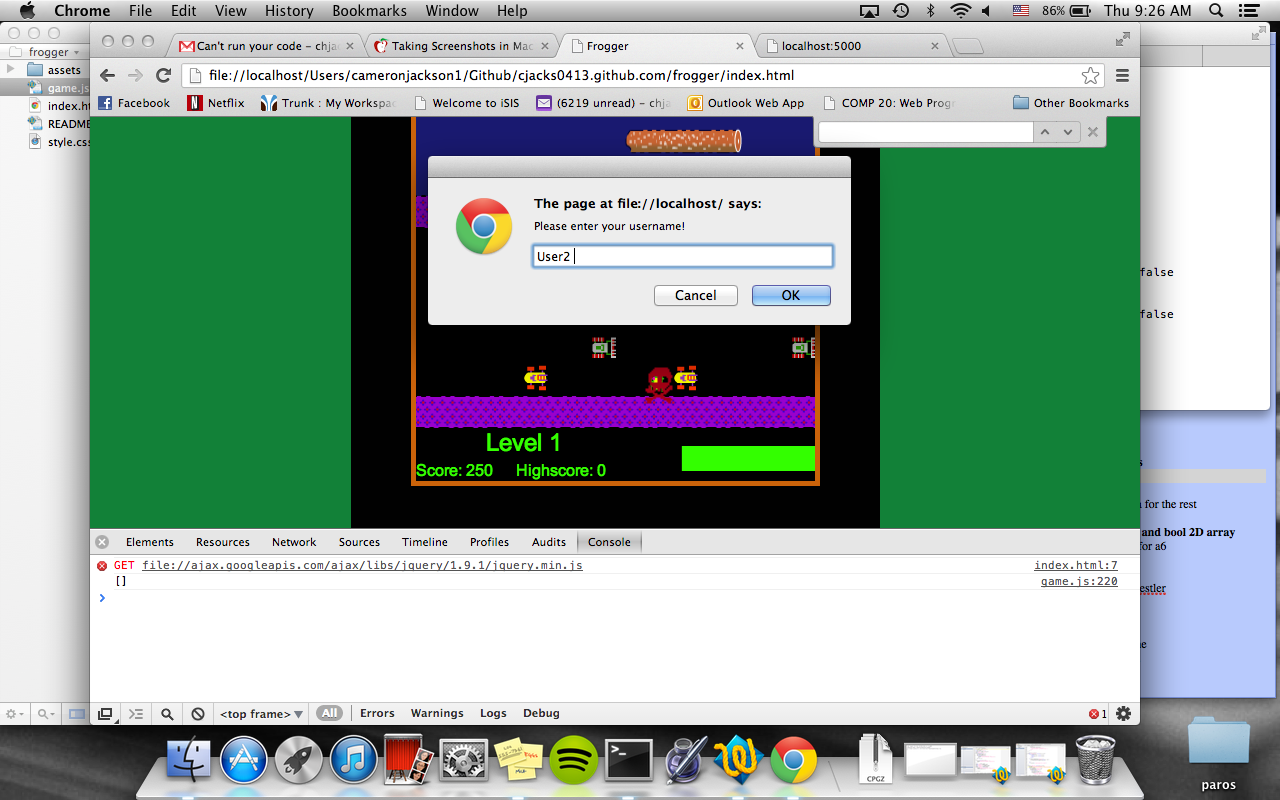 Chrome File Edit View History Bookmarks Window Help 86% Thu 9:26 AM
frogger
assets
game.js
index.ht
README
style.css
Can't run your code – chja
Taking Screenshots in Mac
Frogger
localhost:5000
file://localhost/Users/cameronjackson1/Github/cjacks0413.github.com/frogger/index.html
Facebook Netflix Trunk : My Workspac Welcome to iSIS (6219 unread) – chja Outlook Web App COMP 20: Web Progr Other Bookmarks
The page at file://localhost/ says:
Please enter your username!
User2
Cancel OK
false
false
Level 1
Score: 250 Highscore: 0
s
for the rest
and bool 2D array
for a6
estler
e
Elements Resources Network Sources Timeline Profiles Audits Console
GET file://ajax.googleapis.com/ajax/libs/jquery/1.9.1/jquery.min.js index.html:7
[] game.js:220
>
<top frame> All Errors Warnings Logs Debug 1
CPGZ
paros